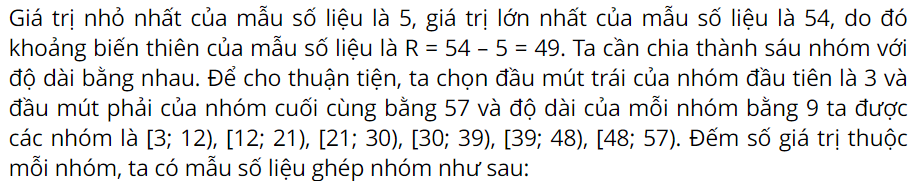 Giá trị nhỏ nhất của mẫu số liệu là 5, giá trị lớn nhất của mẫu số liệu là 54, do đó
khoảng biến thiên của mẫu số liệu là R = 54 – 5 = 49. Ta cần chia thành sáu nhóm với
độ dài bằng nhau. Để cho thuận tiện, ta chọn đầu mút trái của nhóm đầu tiên là 3 và
đầu mút phải của nhóm cuối cùng bằng 57 và độ dài của mỗi nhóm bằng 9 ta được
các nhóm là [3; 12), [12; 21), [21; 30), [30; 39), [39; 48), [48; 57). Đếm số giá trị thuộc
mỗi nhóm, ta có mẫu số liệu ghép nhóm như sau: